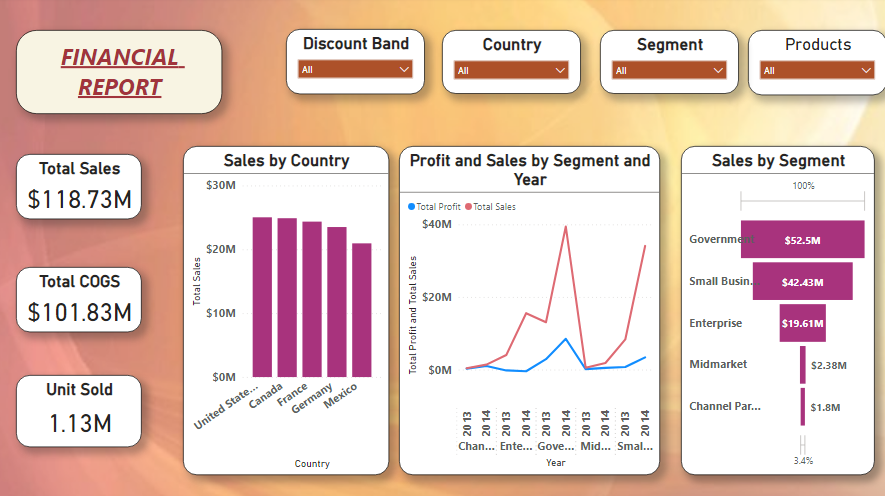 FINANCIAL
REPORT
Discount Band
All
Country
All
Segment
All
Products
All
Total Sales
$118.73M
Total COGS
$101.83M
Unit Sold
1.13M
Sales by Country
Total Sales
$30M
$20M
$10M
$0M
United State...
Canada
France
Germany
Mexico
Country
Profit and Sales by Segment and
Year
Total Profit
Total Sales
Total Profit and Total Sales
$40M
$20M
$0M
2013
2014
2013
2014
2013
2014
2013
2014
2013
2014
Chan...
Ente...
Gove...
Mid...
Smal...
Year
Sales by Segment
100%
Government
$52.5M
Small Busin...
$42.43M
Enterprise
$19.61M
Midmarket
$2.38M
Channel Par...
$1.8M
3.4%